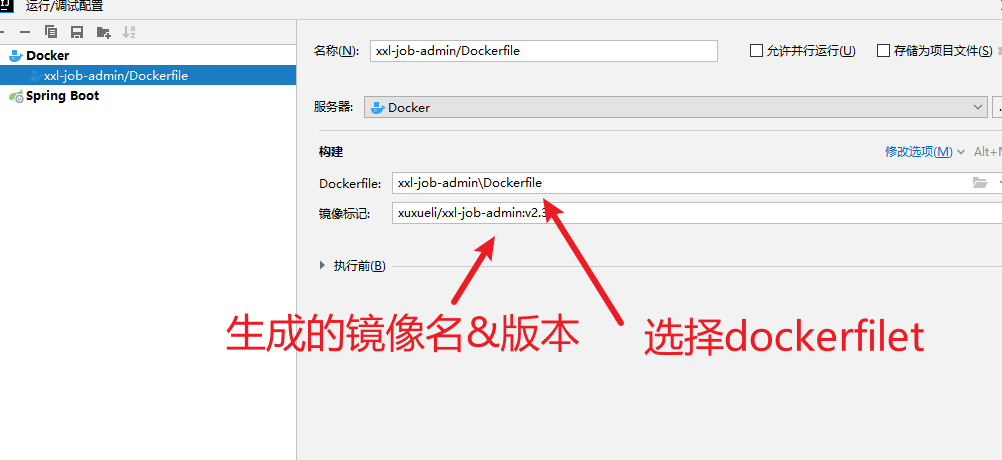 运行/调试配置
Docker
xxl-job-admin/Dockerfile
Spring Boot
名称(N): xxl-job-admin/Dockerfile 允许并行运行(U) 存储为项目文件(S)
服务器: Docker
构建 修改选项(M) Alt+M
Dockerfile: xxl-job-admin\Dockerfile
镜像标记: xuxueli/xxl-job-admin:v2.3
执行前(B)
生成的镜像名&版本 选择dockerfilet